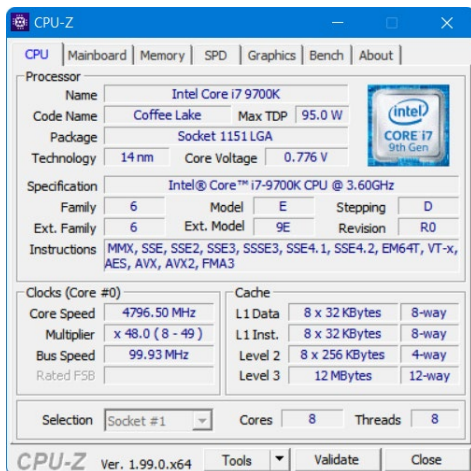 CPU-Z
CPU Mainboard Memory SPD Graphics Bench About
Processor
Name Intel Core i7 9700K
Code Name Coffee Lake Max TDP 95.0 W
Package Socket 1151 LGA
Technology 14 nm Core Voltage 0.776 V
intel
CORE i7
9th Gen
Specification Intel® Core™ i7-9700K CPU @ 3.60GHz
Family 6 Model E Stepping D
Ext. Family 6 Ext. Model 9E Revision R0
Instructions MMX, SSE, SSE2, SSE3, SSSE3, SSE4.1, SSE4.2, EM64T, VT-x,
AES, AVX, AVX2, FMA3
Clocks (Core #0)
Core Speed 4796.50 MHz
Multiplier x 48.0 ( 8 - 49 )
Bus Speed 99.93 MHz
Rated FSB
Cache
L1 Data 8 x 32 KBytes 8-way
L1 Inst. 8 x 32 KBytes 8-way
Level 2 8 x 256 KBytes 4-way
Level 3 12 MBytes 12-way
Selection Socket #1 Cores 8 Threads 8
CPU-Z Ver. 1.99.0.x64 Tools Validate Close